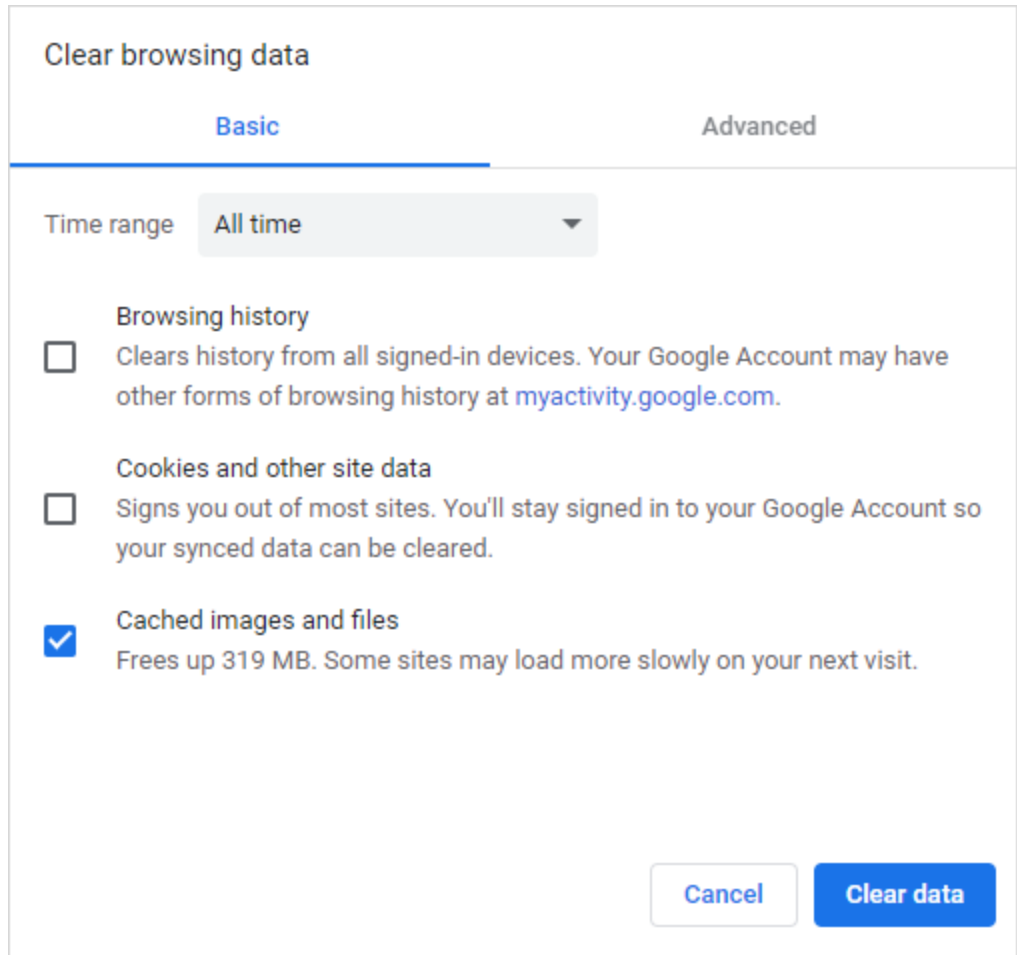 Clear browsing data
Basic
Advanced
Time range
All time
Browsing history
Clears history from all signed-in devices. Your Google Account may have
other forms of browsing history at myactivity.google.com.
Cookies and other site data
Signs you out of most sites. You'll stay signed in to your Google Account so
your synced data can be cleared.
Cached images and files
Frees up 319 MB. Some sites may load more slowly on your next visit.
Cancel
Clear data